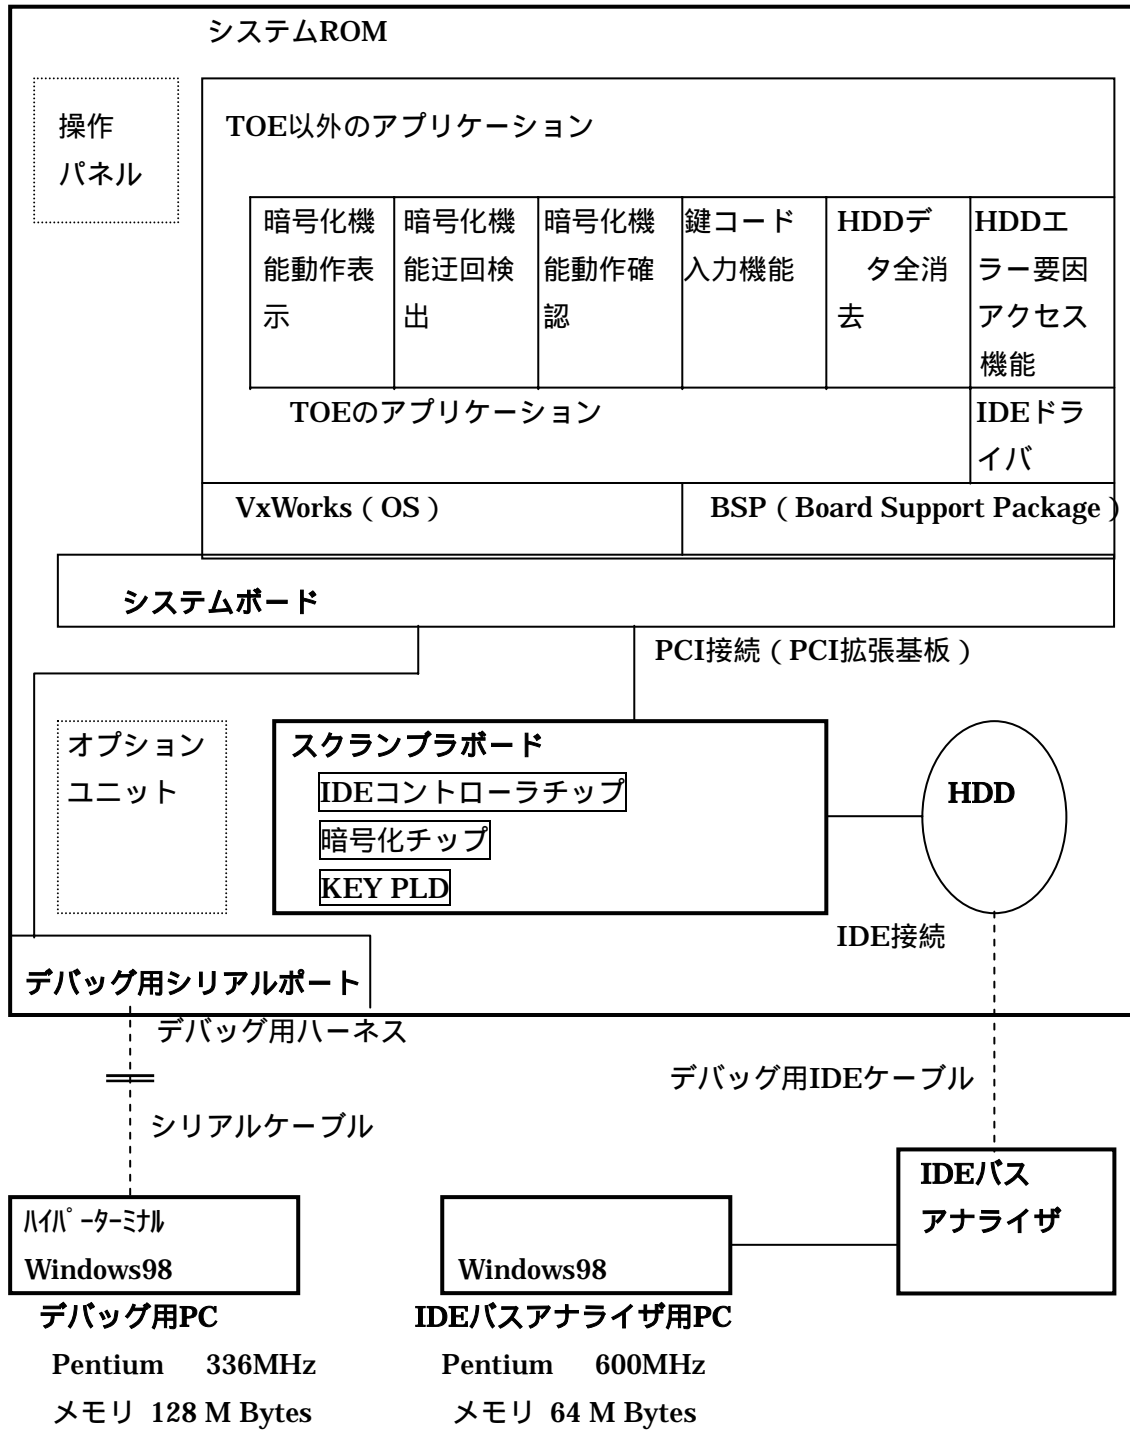 システムROM
操作
パネル
TOE以外のアプリケーション
暗号化機
能動作表
示
暗号化機
能迂回検
出
暗号化機
能動作確
認
鍵コード
入力機能
HDDデ
タ全消
去
HDDエ
ラー要因
アクセス
機能
TOEのアプリケーション
IDEドラ
イバ
VxWorks（OS）
BSP（Board Support Package）
システムボード
PCI接続（PCI拡張基板）
オプション
ユニット
スクランブラボード
IDEコントローラチップ
暗号化チップ
KEY PLD
HDD
IDE接続
デバッグ用シリアルポート
デバッグ用ハーネス
デバッグ用IDEケーブル
シリアルケーブル
IDEバス
アナライザ
ﾊｲﾊﾟｰﾀｰﾐﾅﾙ
Windows98
Windows98
デバッグ用PC
IDEバスアナライザ用PC
Pentium 336MHz
Pentium 600MHz
メモリ 128 M Bytes
メモリ 64 M Bytes